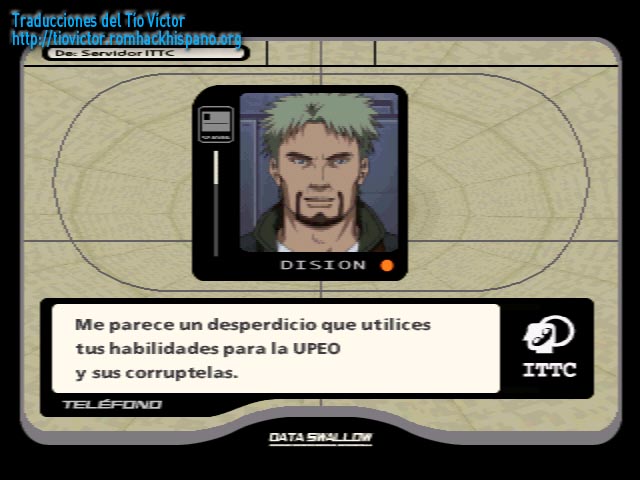 Traducciones del Tio Victor
http://tiovictor.romhackhispano.org
De: Servidor ITTC
DISION
Me parece un desperdicio que utilices
tus habilidades para la UPEO
y sus corruptelas.
ITTC
TELÉFONO
DATA SWALLOW